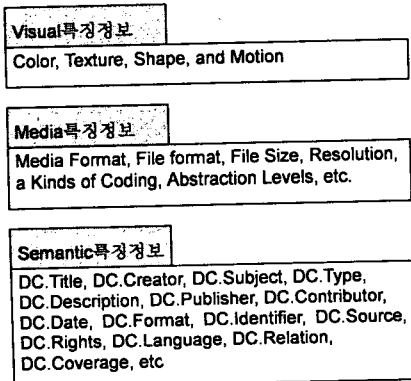 Visual특징정보
Color, Texture, Shape, and Motion
Media특징정보
Media Format, File format, File Size, Resolution,
a Kinds of Coding, Abstraction Levels, etc.
Semantic특징정보
DC.Title, DC.Creator, DC.Subject, DC.Type,
DC.Description, DC.Publisher, DC.Contributor,
DC.Date, DC.Format, DC.Identifier, DC.Source,
DC.Rights, DC.Language, DC.Relation,
DC.Coverage, etc